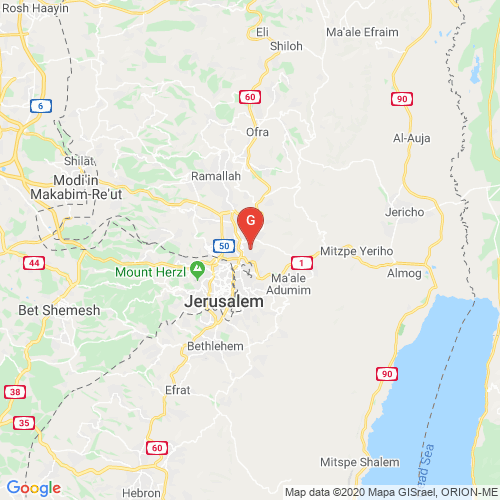 Rosh Haayin
Eli
Ma'ale Efraim
Shiloh
60
90
6
Ofra
Al-Auja
Shilat
Modi'in
Makabim-Re'ut
Ramallah
Jericho
G
50
Mitzpe Yeriho
44
1
Mount Herzl
Almog
Ma'ale
Adumim
Jerusalem
Bet Shemesh
Bethlehem
90
Efrat
38
35
60
Mitspe Shalem
ead Sea
Google
Hebron
Map data ©2020 Mapa GISrael, ORION-ME